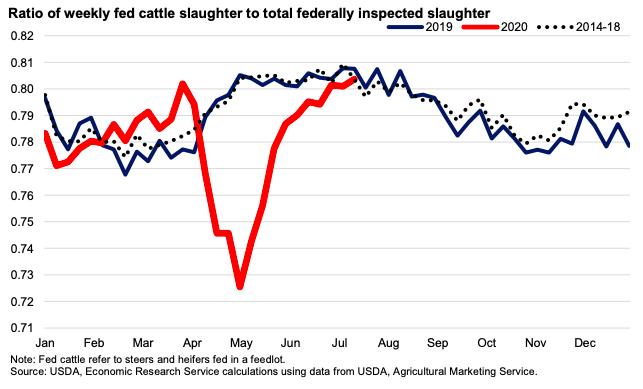 Ratio of weekly fed cattle slaughter to total federally inspected slaughter
2019 2020 2014-18
0.82
0.81
0.80
0.79
0.78
0.77
0.76
0.75
0.74
0.73
0.72
0.71
Jan Feb Mar Apr May Jun Jul Aug Sep Oct Nov Dec
Note: Fed cattle refer to steers and heifers fed in a feedlot.
Source: USDA, Economic Research Service calculations using data from USDA, Agricultural Marketing Service.